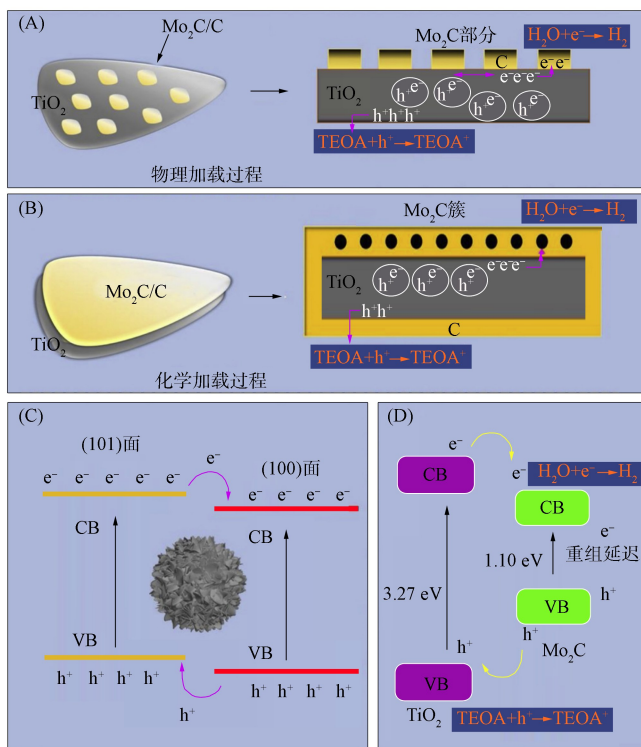 (A)
Mo₂C/C
TiO₂
物理加载过程
Mo₂C部分
H₂O+e⁻→H₂
C
e⁻e⁻
e⁻e⁻e⁻
TiO₂
h⁺e⁻
h⁺e⁻
h⁺e⁻
h⁺e⁻
h⁺h⁺h⁺
TEOA+h⁺→TEOA⁺
(B)
Mo₂C/C
TiO₂
化学加载过程
Mo₂C簇
H₂O+e⁻→H₂
e⁻e⁻e⁻
TiO₂
e⁻
h⁺
e⁻
h⁺
e⁻
h⁺
h⁺h⁺
C
TEOA+h⁺→TEOA⁺
(C)
(101)面
e⁻
(100)面
e⁻ e⁻ e⁻ e⁻ e⁻
e⁻ e⁻ e⁻ e⁻
CB
CB
VB
VB
h⁺ h⁺ h⁺ h⁺
h⁺ h⁺ h⁺ h⁺
h⁺
(D)
e⁻
CB
e⁻
H₂O+e⁻→H₂
CB
e⁻
1.10 eV
重组延迟
3.27 eV
VB
h⁺
h⁺
h⁺
Mo₂C
VB
TiO₂
TEOA+h⁺→TEOA⁺